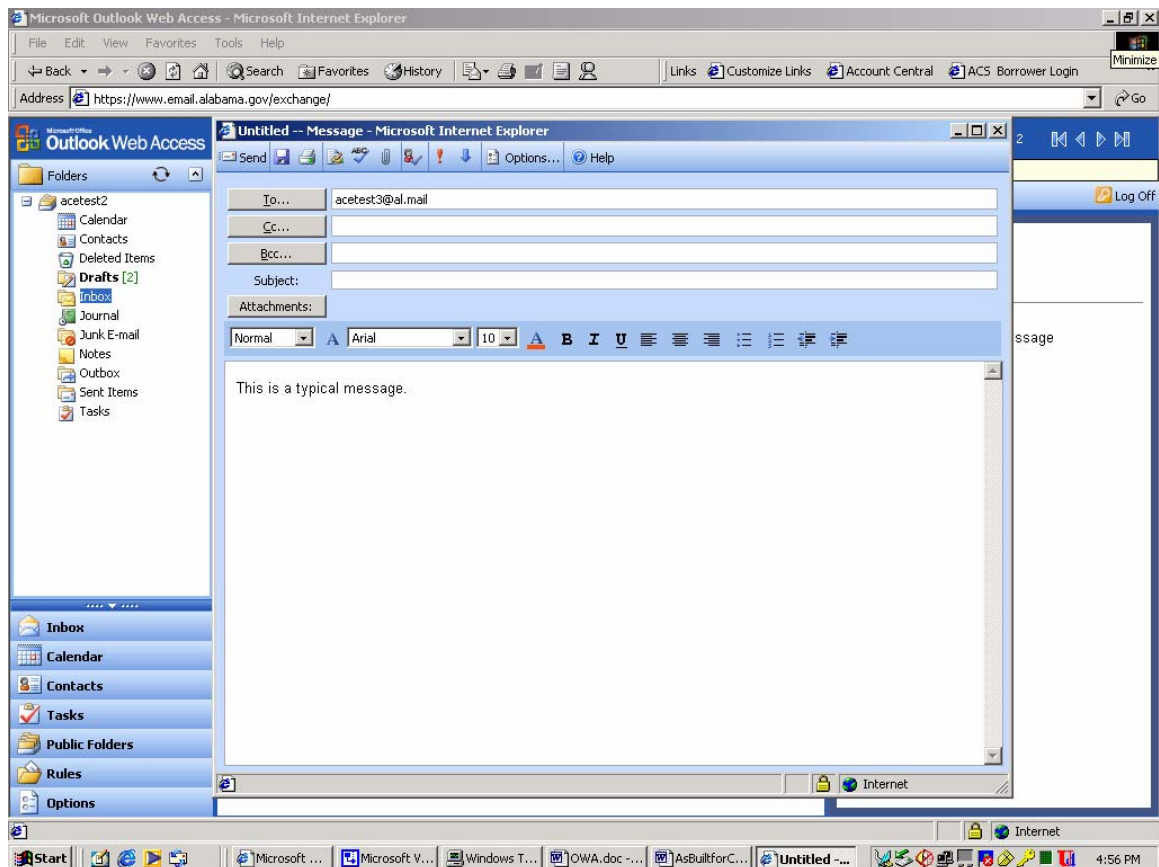 Microsoft Outlook Web Access - Microsoft Internet Explorer
File Edit View Favorites Tools Help
Minimize
Back Search Favorites History Links Customize Links Account Central ACS Borrower Login
Address https://www.email.alabama.gov/exchange/ Go
Microsoft Office
Outlook Web Access
Untitled -- Message - Microsoft Internet Explorer
2
Send Options... Help
Folders
Log Off
acetest2
Calendar
Contacts
Deleted Items
Drafts [2]
Inbox
Journal
Junk E-mail
Notes
Outbox
Sent Items
Tasks
To... acetest3@al.mail
Cc...
Bcc...
Subject:
Attachments:
Normal A Arial 10 A B I U
ssage
This is a typical message.
Inbox
Calendar
Contacts
Tasks
Public Folders
Rules
Options
Internet
Internet
Start Microsoft ... Microsoft V... Windows T... OWA.doc -... AsBuiltforC... Untitled -... 4:56 PM